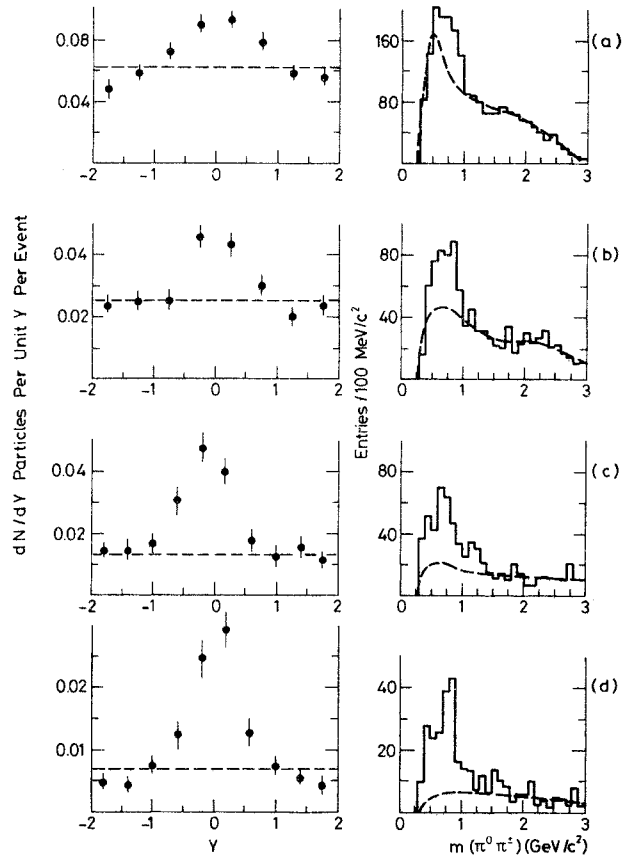 dN/dY Particles Per Unit Y Per Event
Entries/100 MeV/c²
0.08
0.04
-2 -1 0 1 2
160
80
0 1 2 3
(a)
0.04
0.02
-2 -1 0 1 2
80
40
0 1 2 3
(b)
0.04
0.02
-2 -1 0 1 2
60
20
0 1 2 3
(c)
0.02
0.01
-2 -1 0 1 2
Y
40
20
0 1 2 3
m (π⁰ π±) (GeV/c²)
(d)